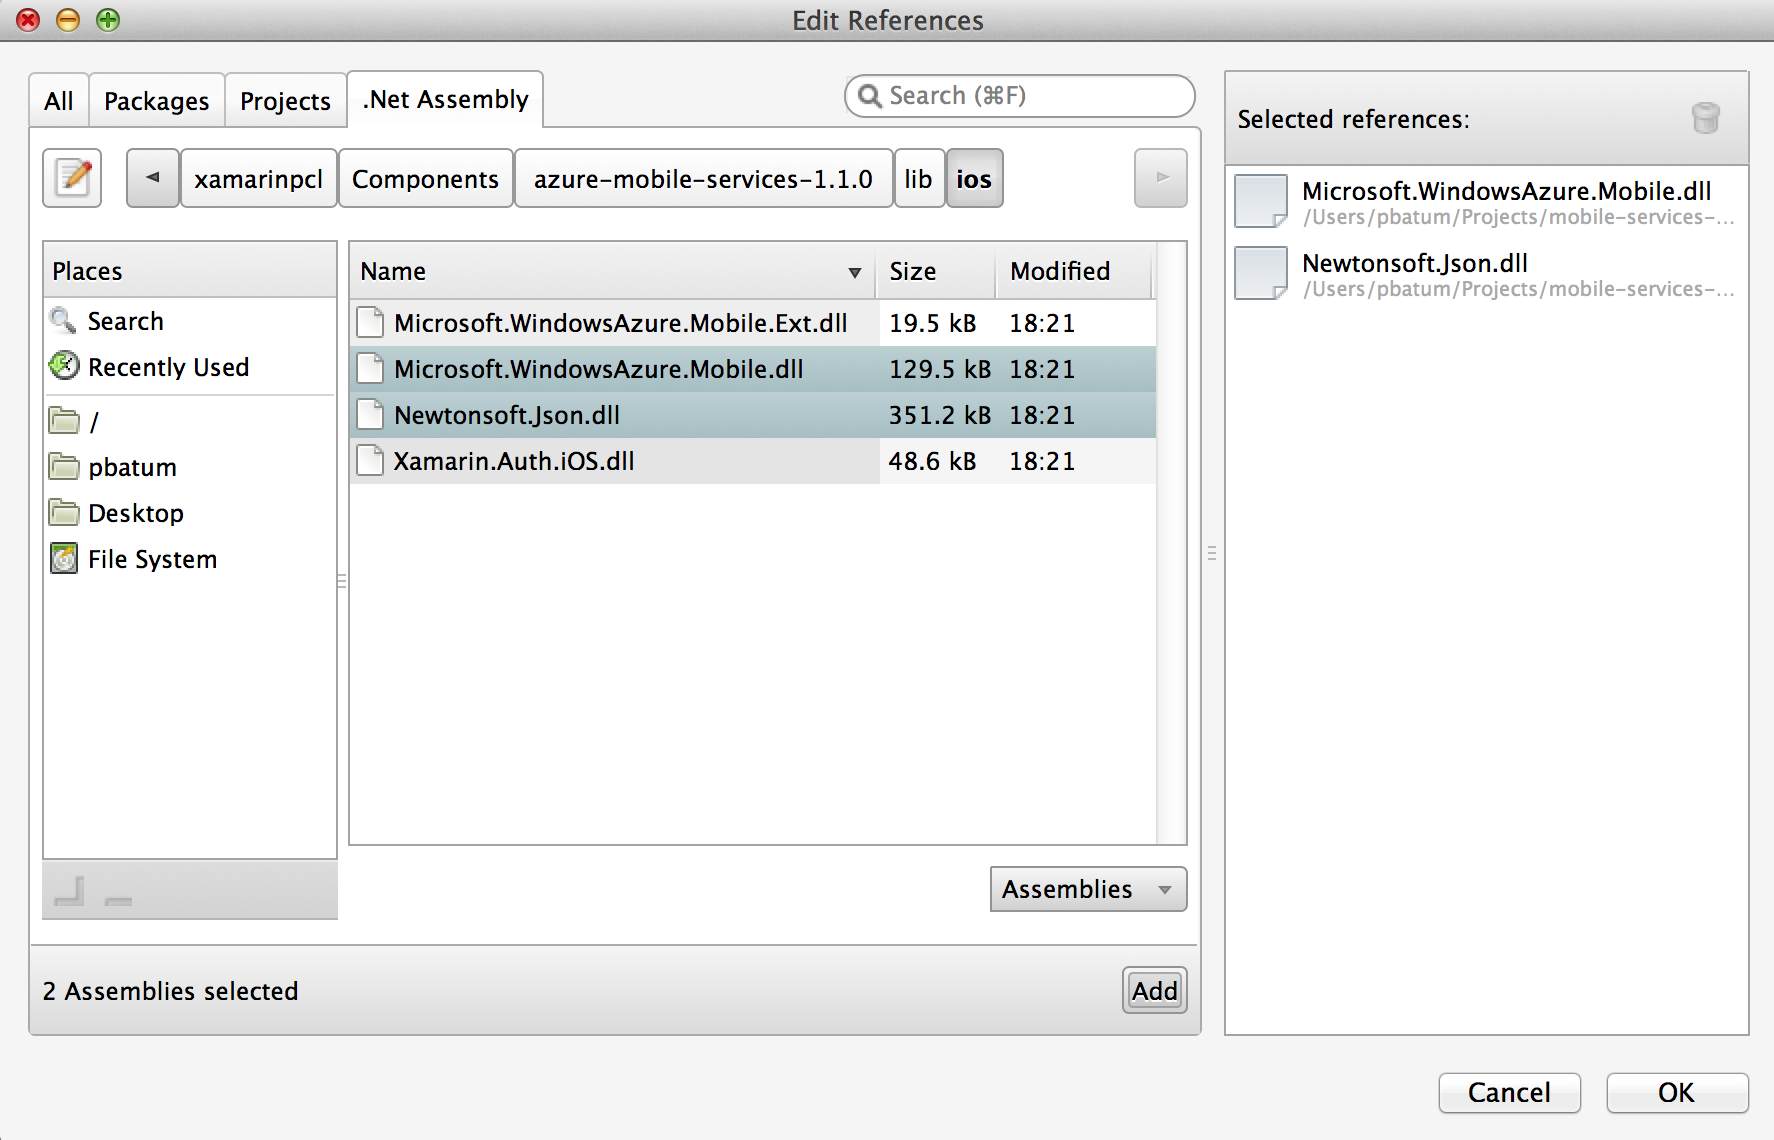 Edit References
All Packages Projects .Net Assembly
Search (⌘F)
xamarinpcl Components azure-mobile-services-1.1.0 lib ios
Places
Search
Recently Used
/
pbatum
Desktop
File System
Name Size Modified
Microsoft.WindowsAzure.Mobile.Ext.dll 19.5 kB 18:21
Microsoft.WindowsAzure.Mobile.dll 129.5 kB 18:21
Newtonsoft.Json.dll 351.2 kB 18:21
Xamarin.Auth.iOS.dll 48.6 kB 18:21
Assemblies
2 Assemblies selected
Add
Selected references:
Microsoft.WindowsAzure.Mobile.dll
/Users/pbatum/Projects/mobile-services-...
Newtonsoft.Json.dll
/Users/pbatum/Projects/mobile-services-...
Cancel OK